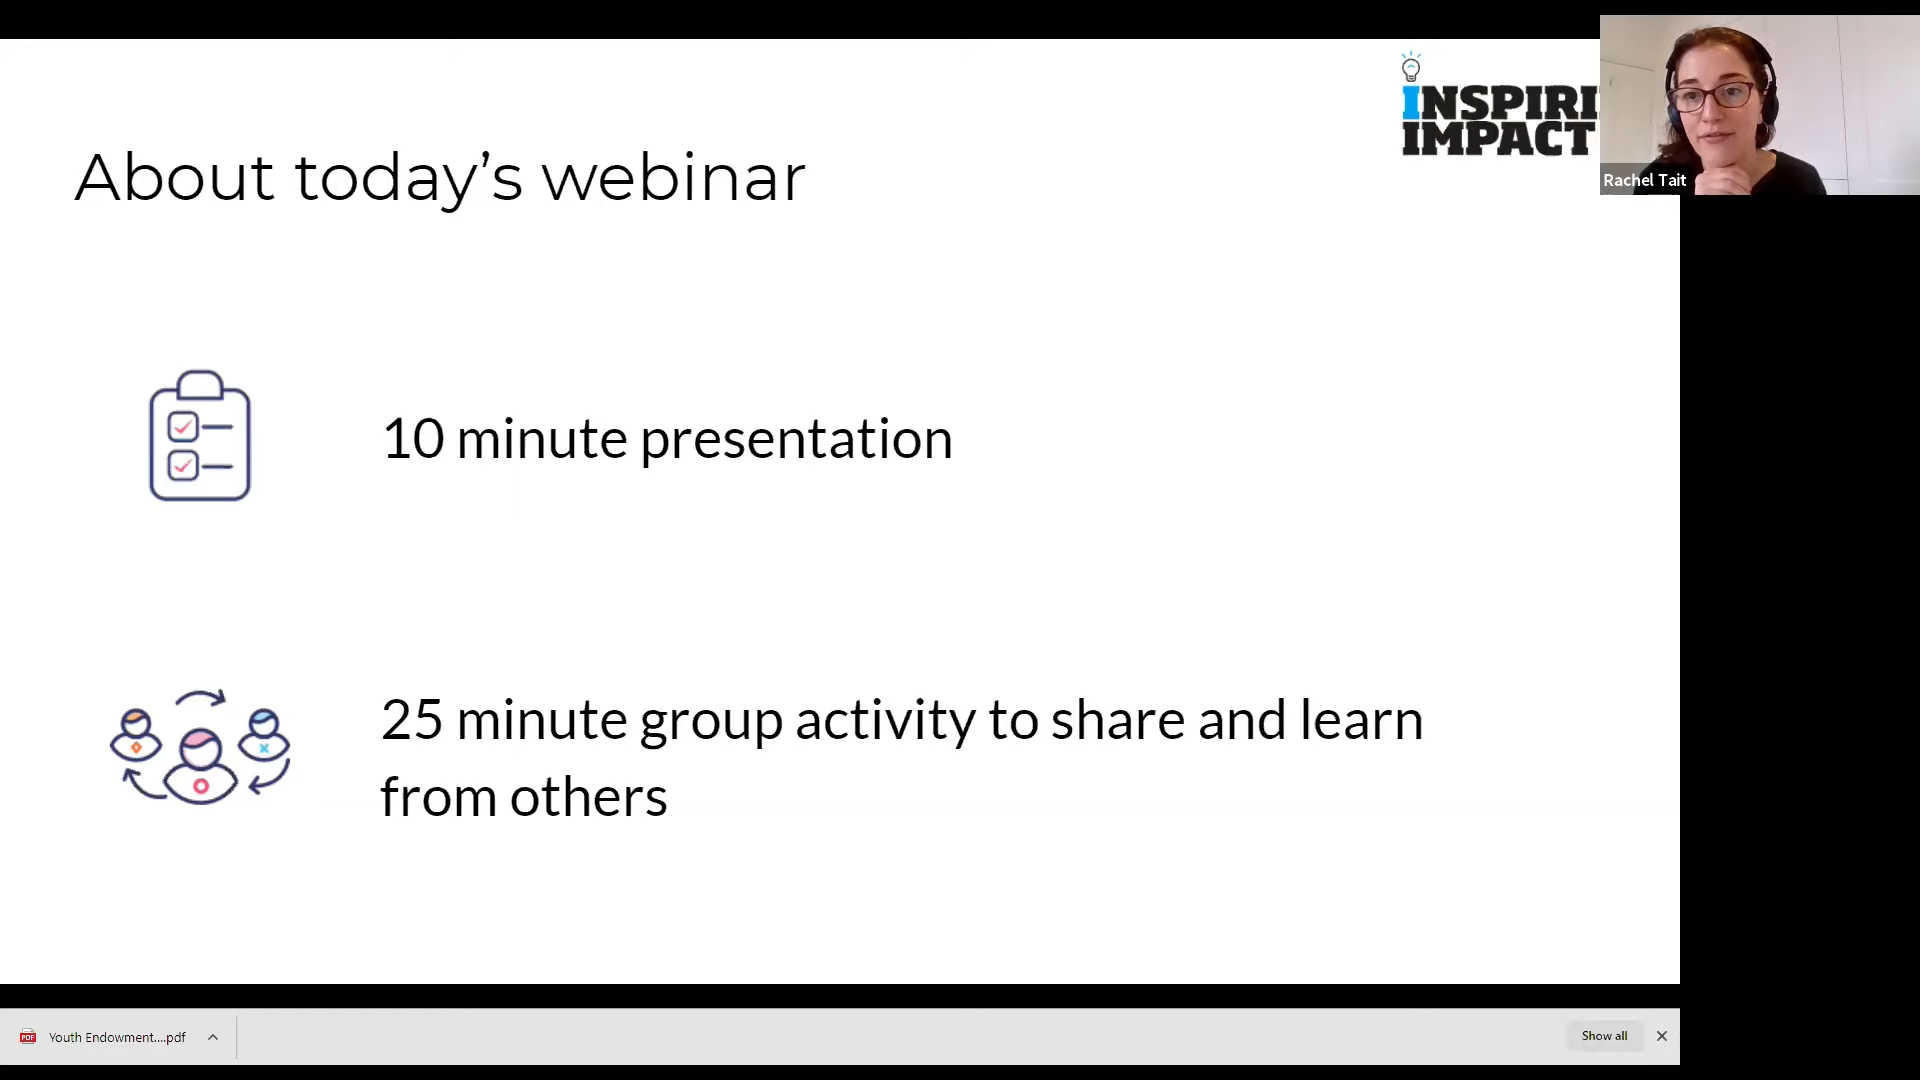 INSPIRI
IMPACT
Rachel Tait
About today’s webinar
10 minute presentation
25 minute group activity to share and learn
from others
PDF
Youth Endowment....pdf
Show all